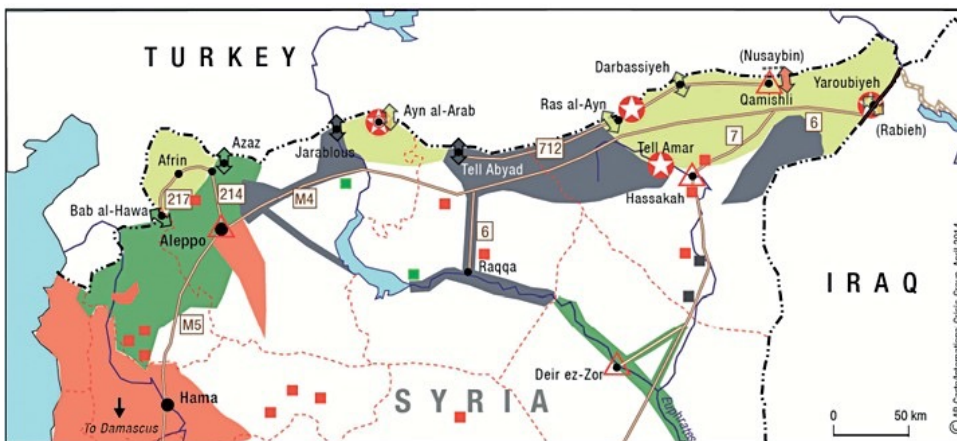 TURKEY
(Nusaybin)
Darbassiyeh
Yaroubiyeh
Ayn al-Arab
Ras al-Ayn
Qamishli
Azaz
Jarablous
(Rabieh)
712
7
6
Tell Amar
Afrin
Tell Abyad
217
214
M4
Bab al-Hawa
Hassakah
Aleppo
6
Raqqa
IRAQ
M5
Deir ez-Zor
Hama
SYRIA
Euphrates
To Damascus
0
50 km